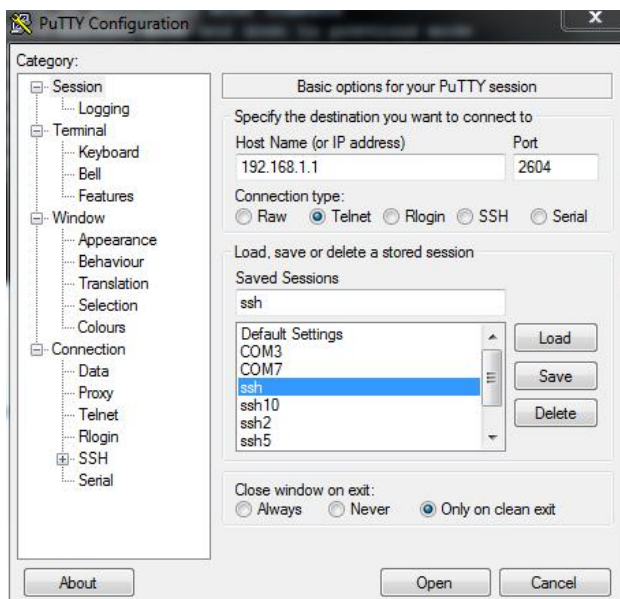 PuTTY Configuration
Category:
Session
Logging
Terminal
Keyboard
Bell
Features
Window
Appearance
Behaviour
Translation
Selection
Colours
Connection
Data
Proxy
Telnet
Rlogin
SSH
Serial
Basic options for your PuTTY session
Specify the destination you want to connect to
Host Name (or IP address) Port
192.168.1.1 2604
Connection type:
Raw Telnet Rlogin SSH Serial
Load, save or delete a stored session
Saved Sessions
ssh
Default Settings
COM3
COM7
ssh
ssh10
ssh2
ssh5
Load
Save
Delete
Close window on exit:
Always Never Only on clean exit
About Open Cancel